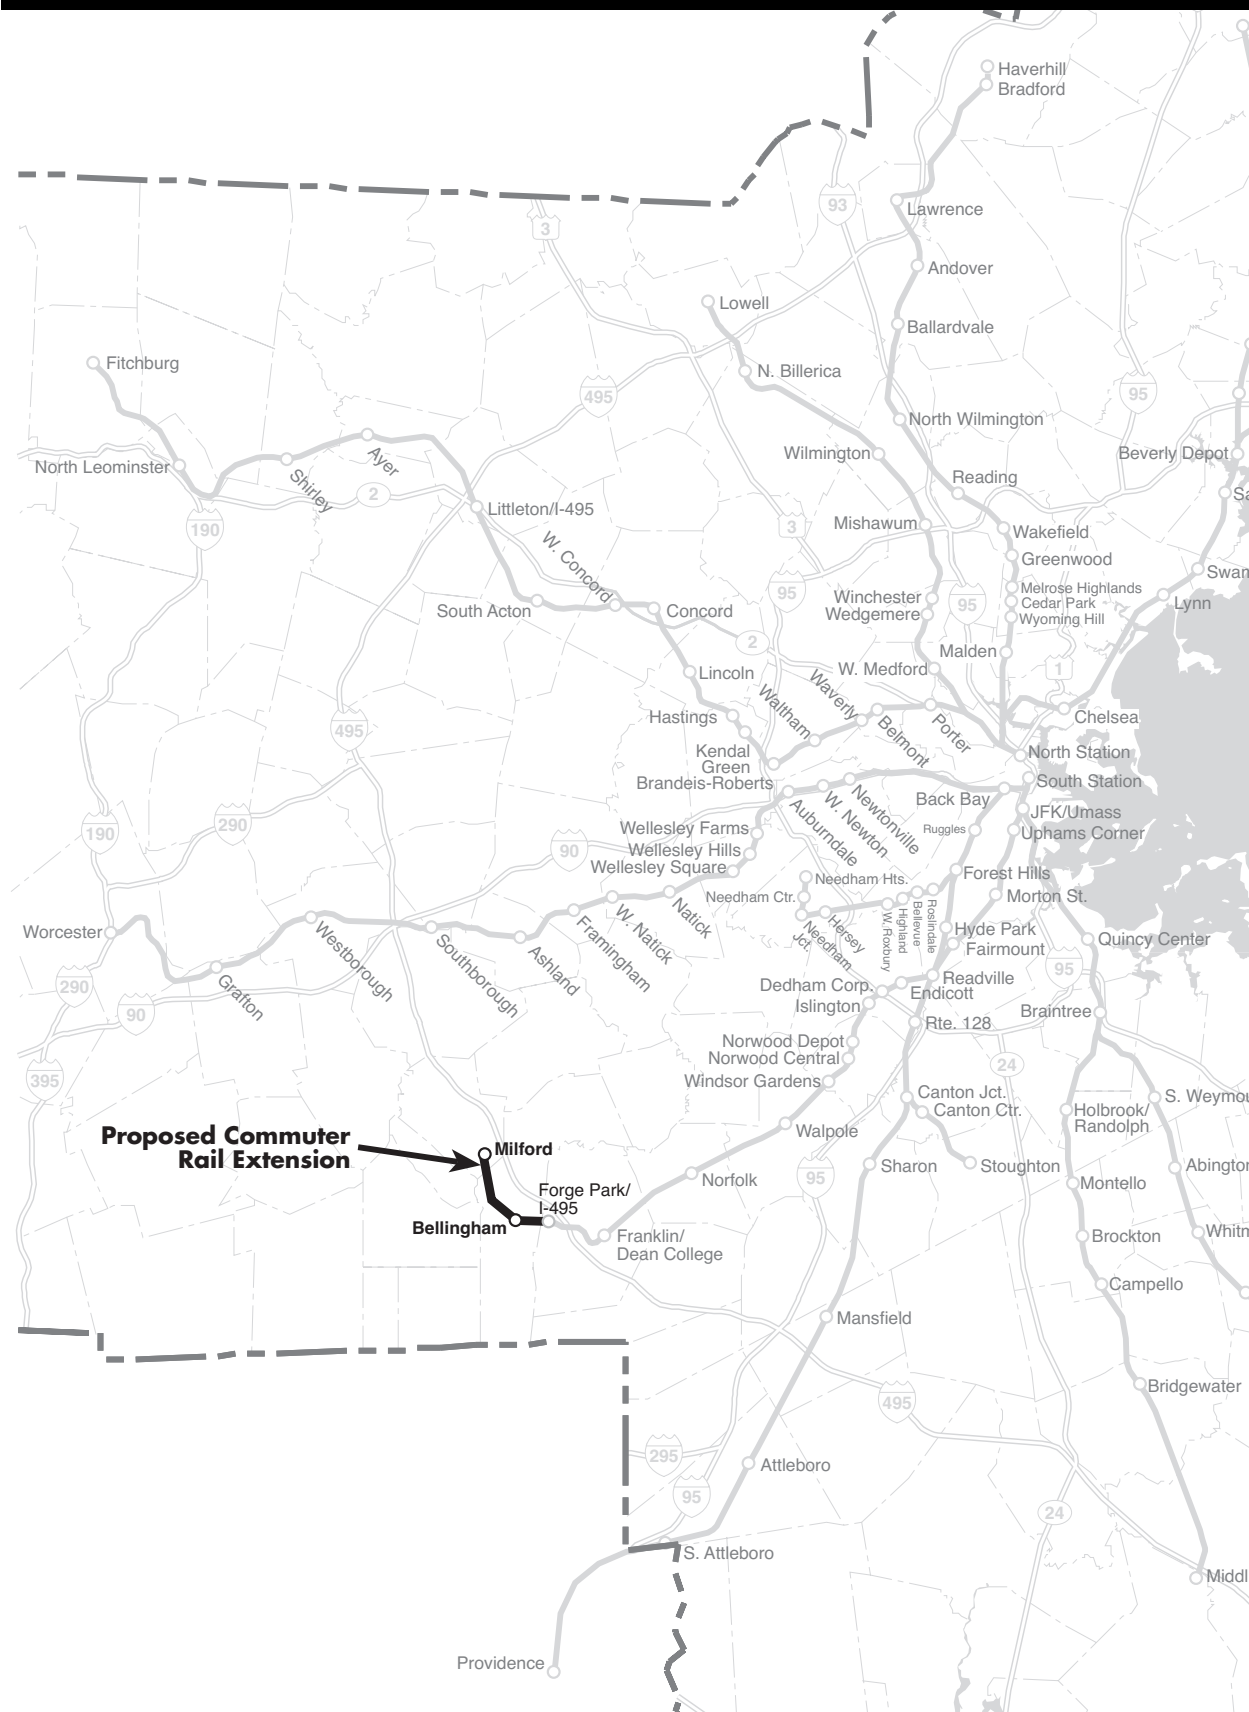 Haverhill
Bradford
93
Lawrence
3
Andover
Lowell
Ballardvale
Fitchburg
N. Billerica
495
95
North Wilmington
Wilmington
Beverly Depot
North Leominster
Ayer
Shirley
2
Reading
Littleton/I-495
190
3
Mishawum
Wakefield
W. Concord
Greenwood
Swan
95
Winchester
Wedgemere
95
Melrose Highlands
Cedar Park
Wyoming Hill
Lynn
South Acton
Concord
2
Malden
W. Medford
1
Lincoln
Waltham
Waverly
Belmont
Porter
Hastings
Chelsea
495
Kendal
Green
North Station
Brandeis-Roberts
South Station
Back Bay
JFK/Umass
Newtonville
W. Newton
Auburndale
190
290
90
Wellesley Farms
Ruggles
Uphams Corner
Wellesley Hills
Wellesley Square
Forest Hills
Needham Hts.
Needham Ctr.
Morton St.
Natick
W. Natick
Framingham
Hersey
Needham
Jct.
W. Roxbury
Highland
Bellevue
Roslindale
Worcester
Westborough
Southborough
Ashland
Hyde Park
Fairmount
Quincy Center
290
Grafton
90
95
Dedham Corp.
Readville
Endicott
Islington
Braintree
Rte. 128
Norwood Depot
Norwood Central
24
395
Windsor Gardens
Canton Jct.
Canton Ctr.
S. Weymou
Holbrook/
Randolph
Proposed Commuter
Rail Extension
Milford
Walpole
Sharon
Stoughton
Abington
Forge Park/
I-495
Norfolk
95
Montello
Bellingham
Franklin/
Dean College
Brockton
Whitm
Campello
Mansfield
Bridgewater
495
295
Attleboro
95
24
S. Attleboro
Middl
Providence